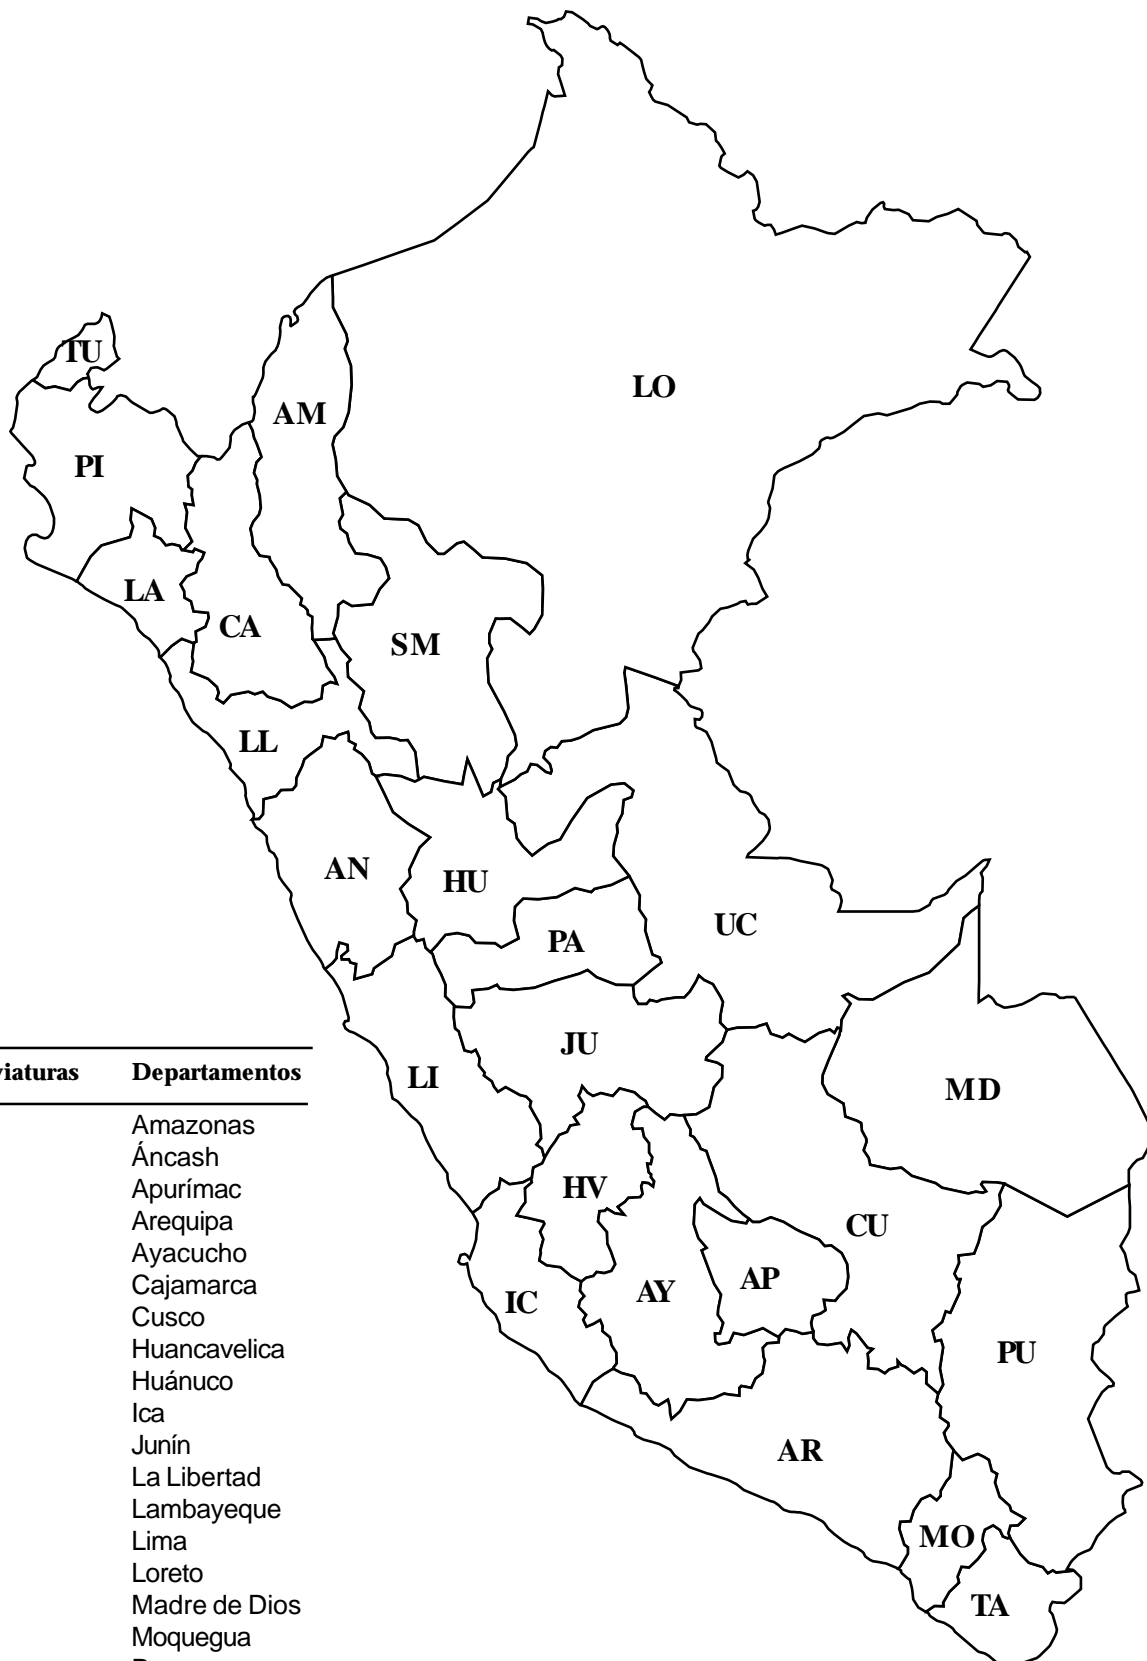 TU
LO
AM
PI
LA
CA
SM
LL
AN
HU
UC
PA
JU
LI
MD
HV
CU
AP
AY
IC
PU
AR
MO
TA
viaturas Departamentos
Amazonas
Áncash
Apurímac
Arequipa
Ayacucho
Cajamarca
Cusco
Huancavelica
Huánuco
Ica
Junín
La Libertad
Lambayeque
Lima
Loreto
Madre de Dios
Moquegua